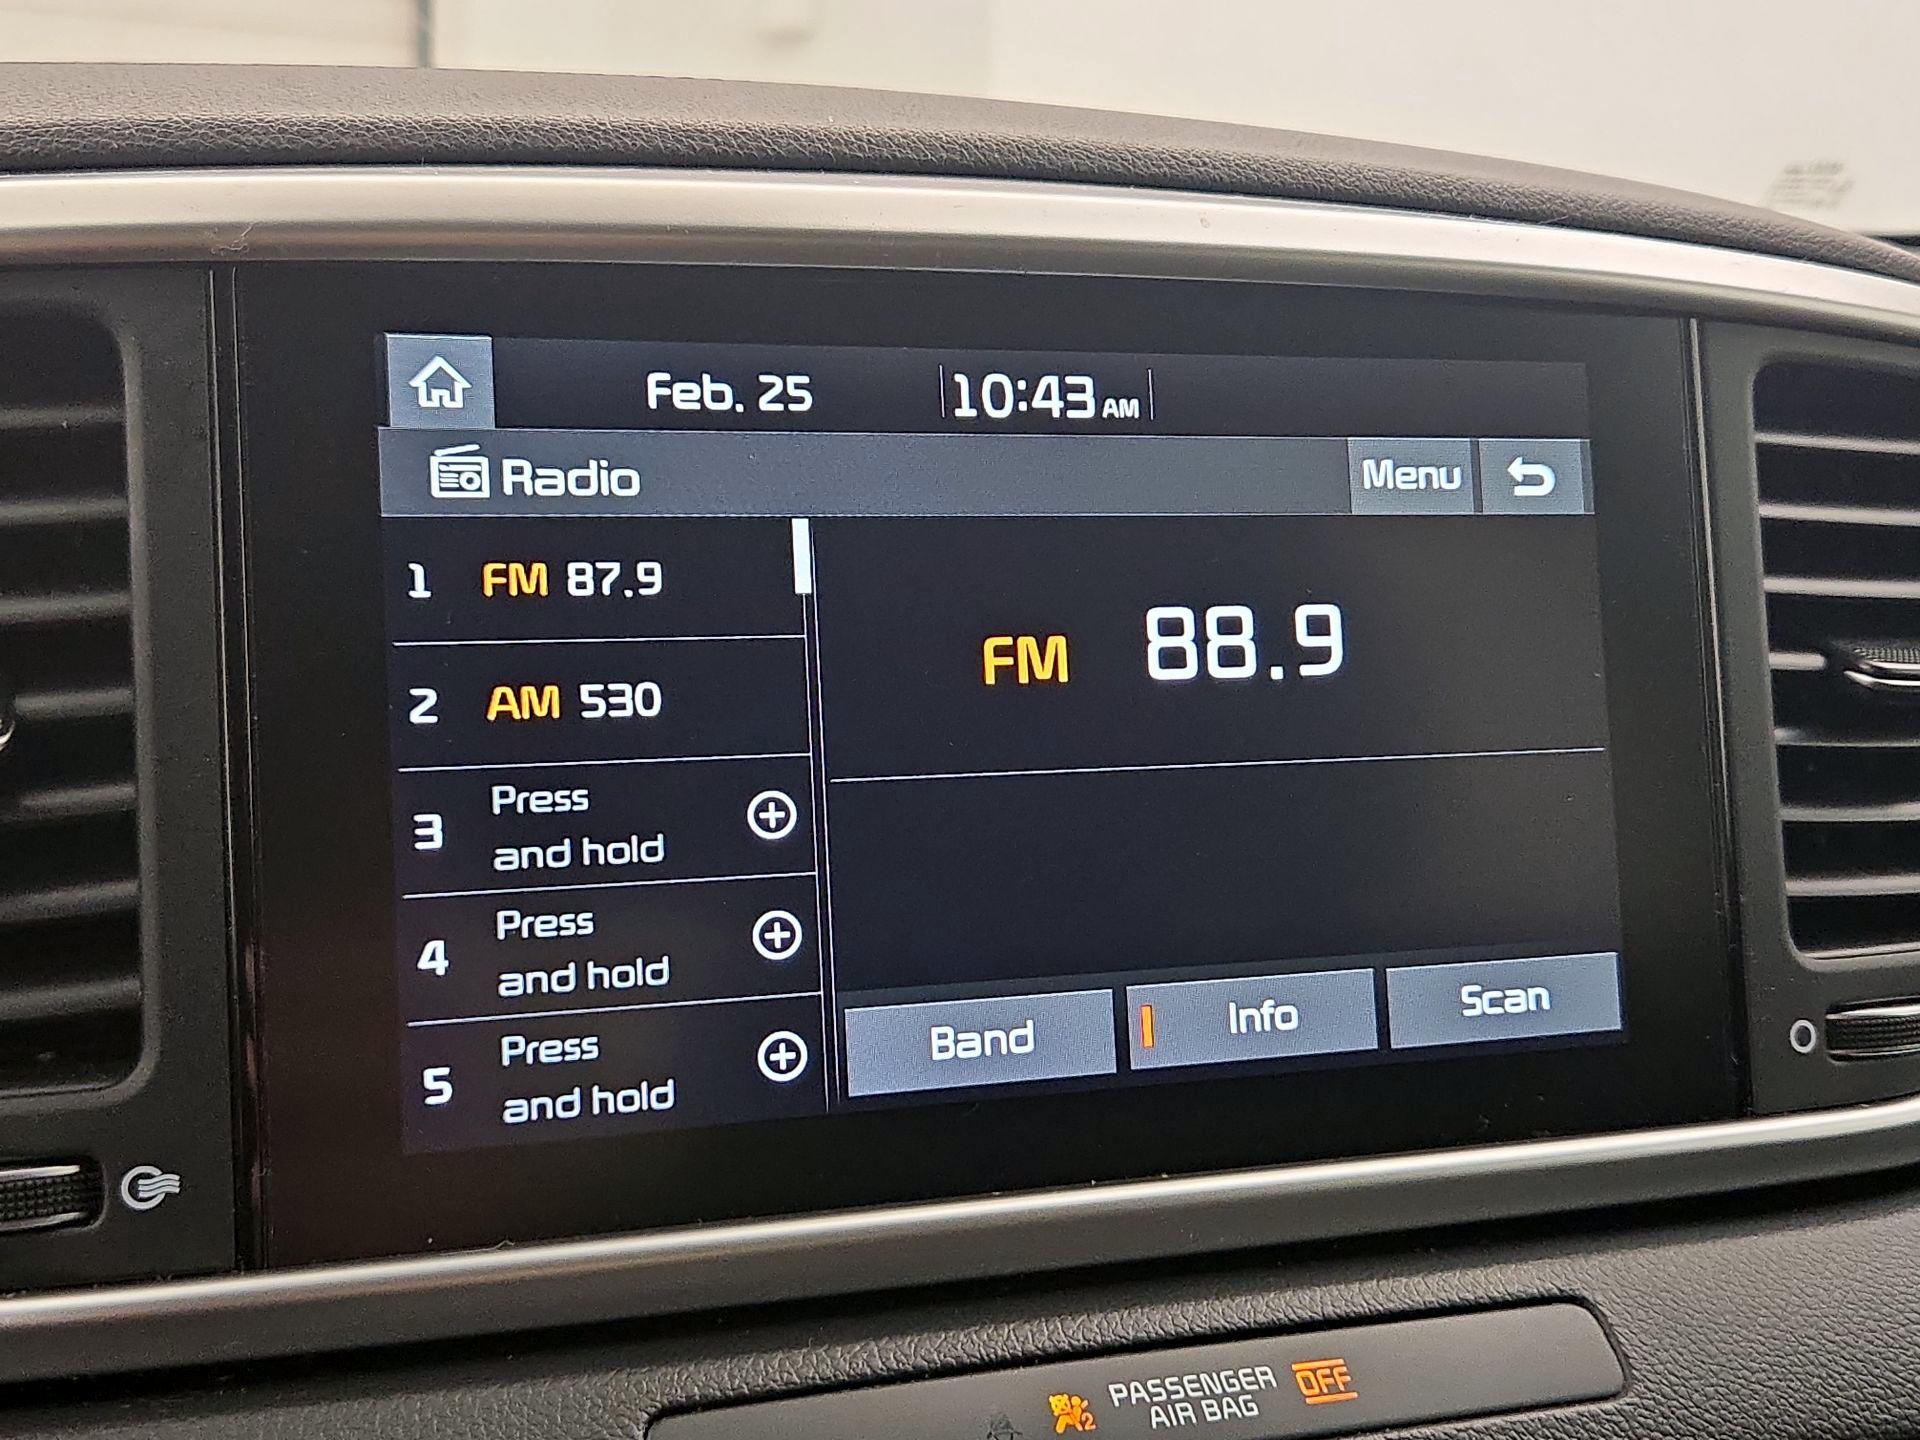 Feb. 25 10:43 AM
Radio Menu
1 FM 87.9
2 AM 530
3 Press
and hold
4 Press
and hold
5 Press
and hold
FM 88.9
Band Info Scan
2 PASSENGER OFF
AIR BAG